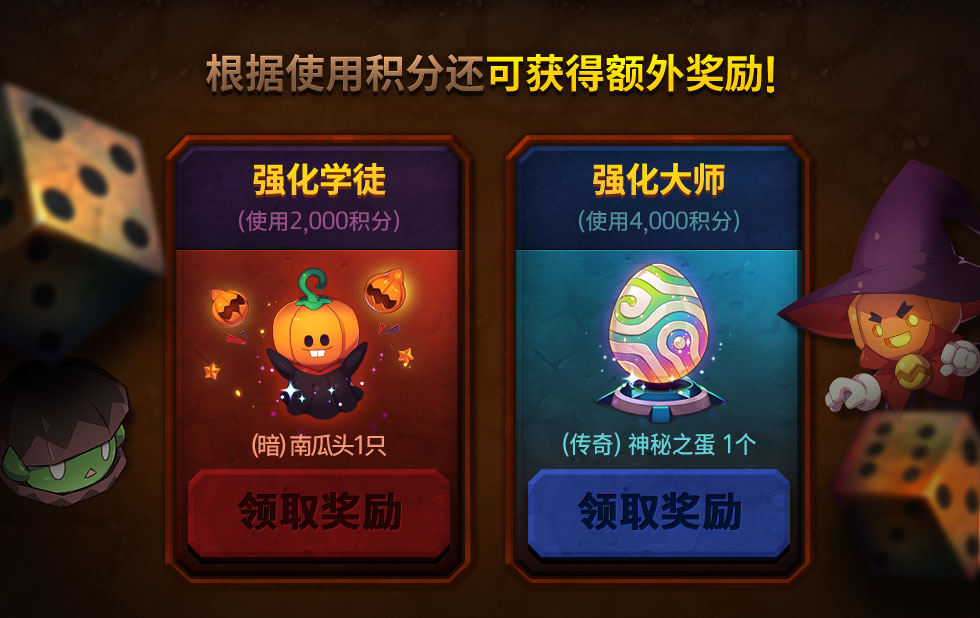 根据使用积分还可获得额外奖励!
强化学徒
(使用2,000积分)
(暗) 南瓜头1只
领取奖励
强化大师
(使用4,000积分)
(传奇) 神秘之蛋 1个
领取奖励